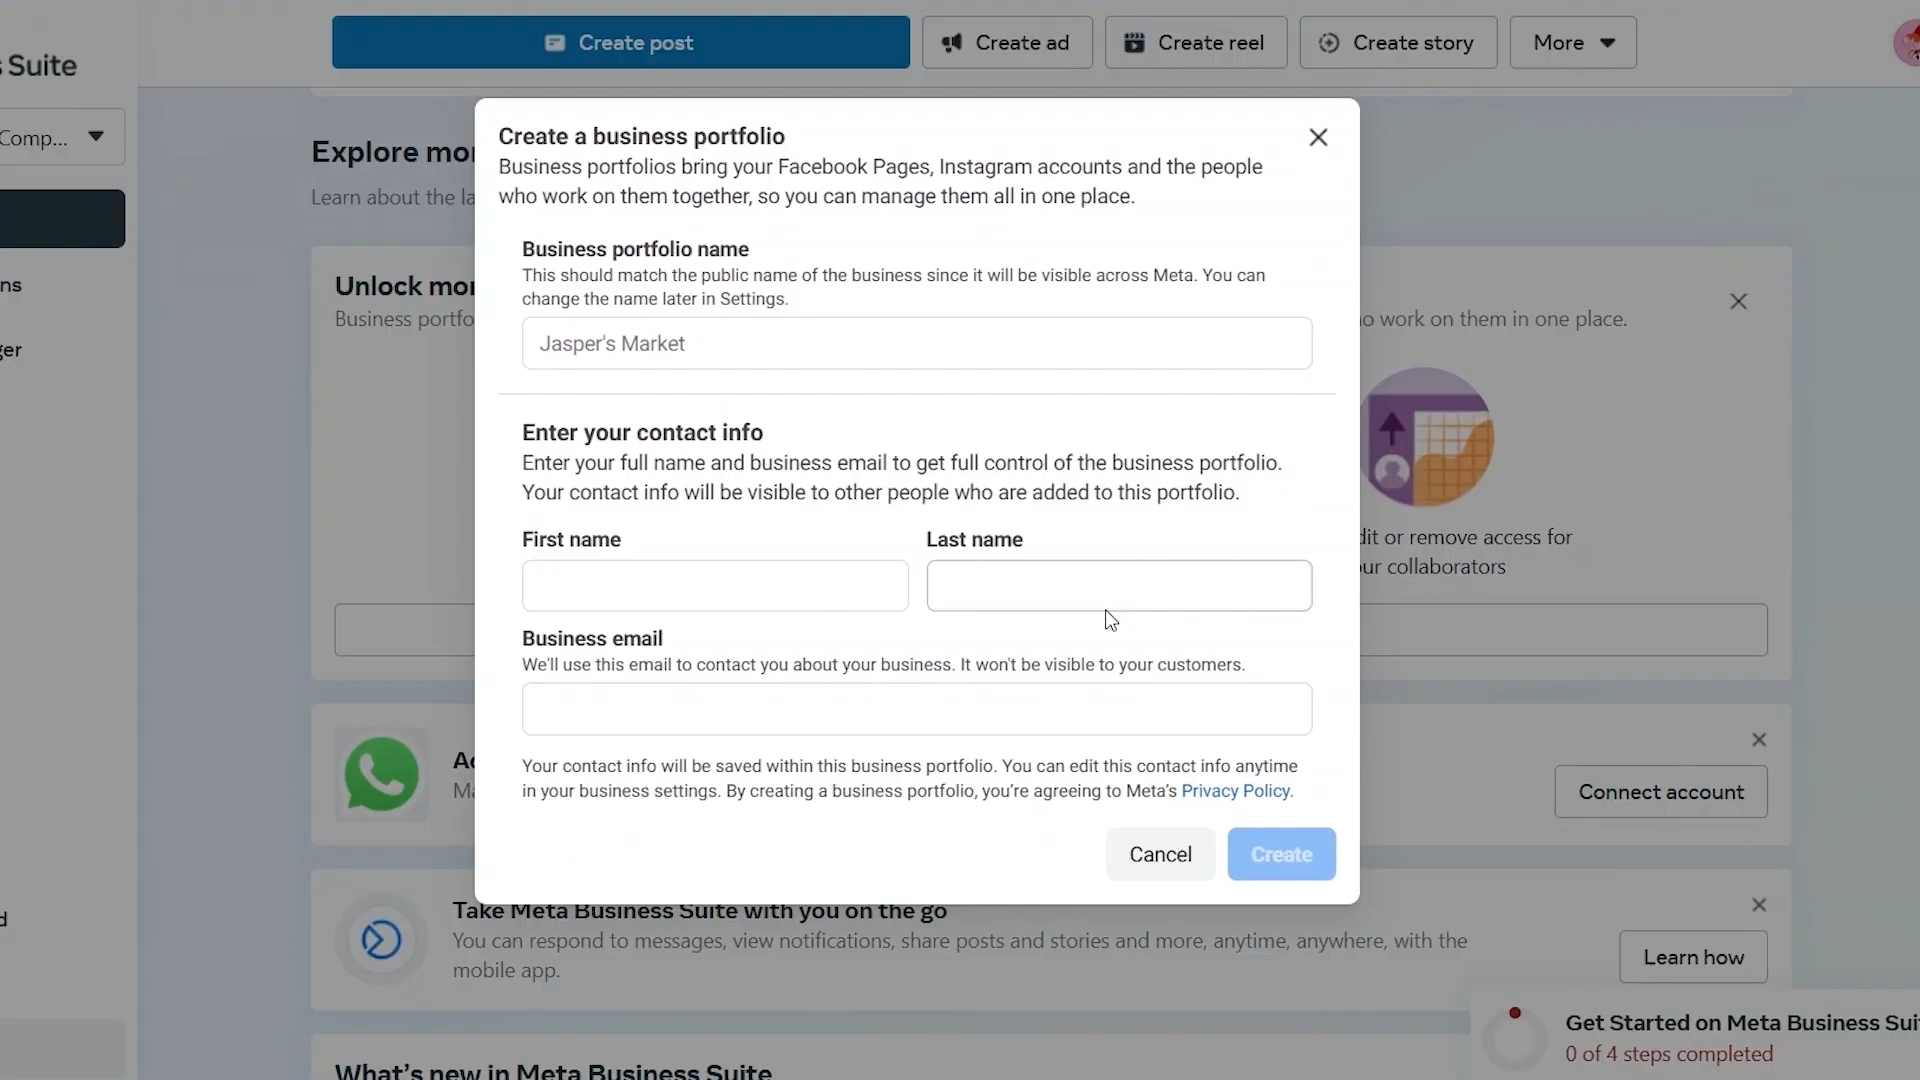 Suite
Create post
Create ad
Create reel
Create story
More
Comp...
Explore mor
Learn about the la
Create a business portfolio
Business portfolios bring your Facebook Pages, Instagram accounts and the people
who work on them together, so you can manage them all in one place.
Business portfolio name
This should match the public name of the business since it will be visible across Meta. You can
change the name later in Settings.
Jasper's Market
Enter your contact info
Enter your full name and business email to get full control of the business portfolio.
Your contact info will be visible to other people who are added to this portfolio.
First name
Last name
Business email
We'll use this email to contact you about your business. It won't be visible to your customers.
Your contact info will be saved within this business portfolio. You can edit this contact info anytime
in your business settings. By creating a business portfolio, you're agreeing to Meta's Privacy Policy.
Cancel
Create
ns
ger
d
Unlock mor
Business portfo
o work on them in one place.
dit or remove access for
ur collaborators
Ac
Ma
Connect account
Take Meta Business Suite with you on the go
You can respond to messages, view notifications, share posts and stories and more, anytime, anywhere, with the
mobile app.
Learn how
Get Started on Meta Business Sui
0 of 4 steps completed
What's new in Meta Business Suite